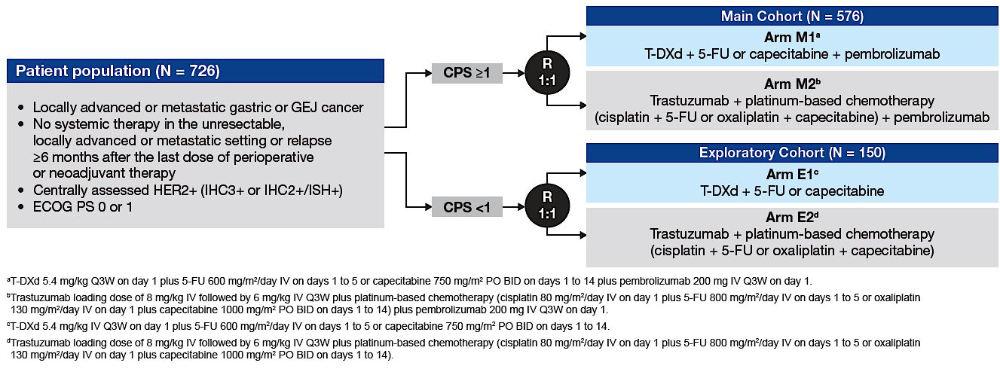 Patient population (N = 726)
• Locally advanced or metastatic gastric or GEJ cancer
• No systemic therapy in the unresectable,
locally advanced or metastatic setting or relapse
≥6 months after the last dose of perioperative
or neoadjuvant therapy
• Centrally assessed HER2+ (IHC3+ or IHC2+/ISH+)
• ECOG PS 0 or 1
CPS ≥1
R
1:1
Main Cohort (N = 576)
Arm M1ᵃ
T-DXd + 5-FU or capecitabine + pembrolizumab
Arm M2ᵇ
Trastuzumab + platinum-based chemotherapy
(cisplatin + 5-FU or oxaliplatin + capecitabine) + pembrolizumab
CPS <1
R
1:1
Exploratory Cohort (N = 150)
Arm E1ᶜ
T-DXd + 5-FU or capecitabine
Arm E2ᵈ
Trastuzumab + platinum-based chemotherapy
(cisplatin + 5-FU or oxaliplatin + capecitabine)
ᵃT-DXd 5.4 mg/kg Q3W on day 1 plus 5-FU 600 mg/m²/day IV on days 1 to 5 or capecitabine 750 mg/m² PO BID on days 1 to 14 plus pembrolizumab 200 mg IV Q3W on day 1.
ᵇTrastuzumab loading dose of 8 mg/kg IV followed by 6 mg/kg IV Q3W plus platinum-based chemotherapy (cisplatin 80 mg/m²/day IV on day 1 plus 5-FU 800 mg/m²/day IV on days 1 to 5 or oxaliplatin
130 mg/m²/day IV on day 1 plus capecitabine 1000 mg/m² PO BID on days 1 to 14) plus pembrolizumab 200 mg IV Q3W on day 1.
ᶜT-DXd 5.4 mg/kg IV Q3W on day 1 plus 5-FU 600 mg/m²/day IV on days 1 to 5 or capecitabine 750 mg/m² PO BID on days 1 to 14.
ᵈTrastuzumab loading dose of 8 mg/kg IV followed by 6 mg/kg IV Q3W plus platinum-based chemotherapy (cisplatin 80 mg/m²/day IV on day 1 plus 5-FU 800 mg/m²/day IV on days 1 to 5 or oxaliplatin
130 mg/m²/day IV on day 1 plus capecitabine 1000 mg/m² PO BID on days 1 to 14).